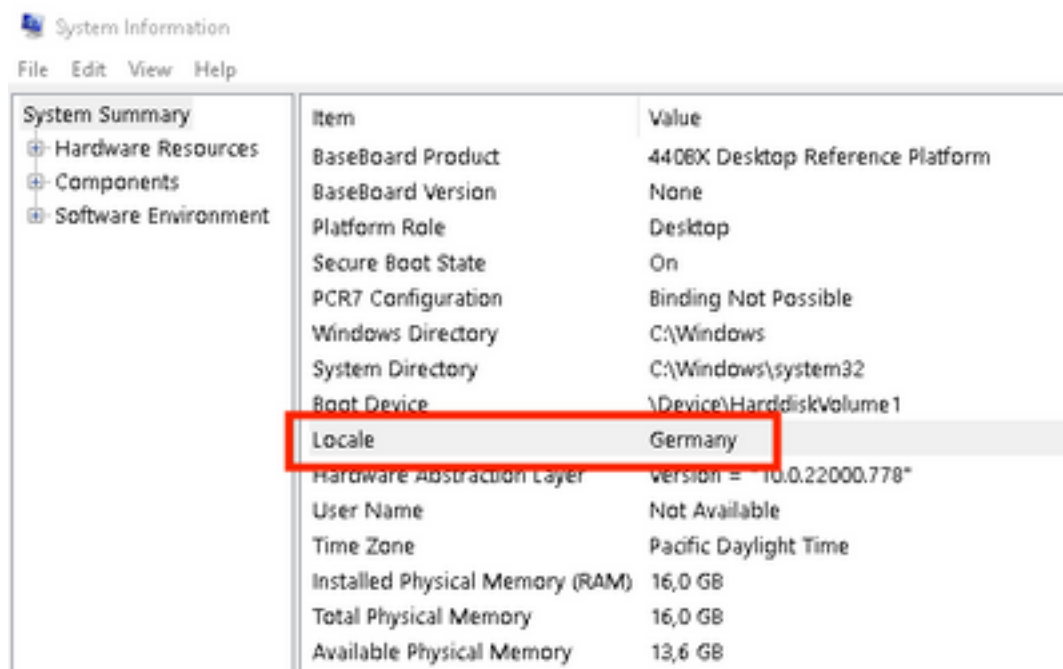 System Information
File Edit View Help
System Summary
Hardware Resources
Components
Software Environment
Item Value
BaseBoard Product 440BX Desktop Reference Platform
BaseBoard Version None
Platform Role Desktop
Secure Boot State On
PCR7 Configuration Binding Not Possible
Windows Directory C:\Windows
System Directory C:\Windows\system32
Boot Device \Device\HarddiskVolume1
Locale Germany
Hardware Abstraction Layer Version = "10.0.22000.778"
User Name Not Available
Time Zone Pacific Daylight Time
Installed Physical Memory (RAM) 16,0 GB
Total Physical Memory 16,0 GB
Available Physical Memory 13,6 GB